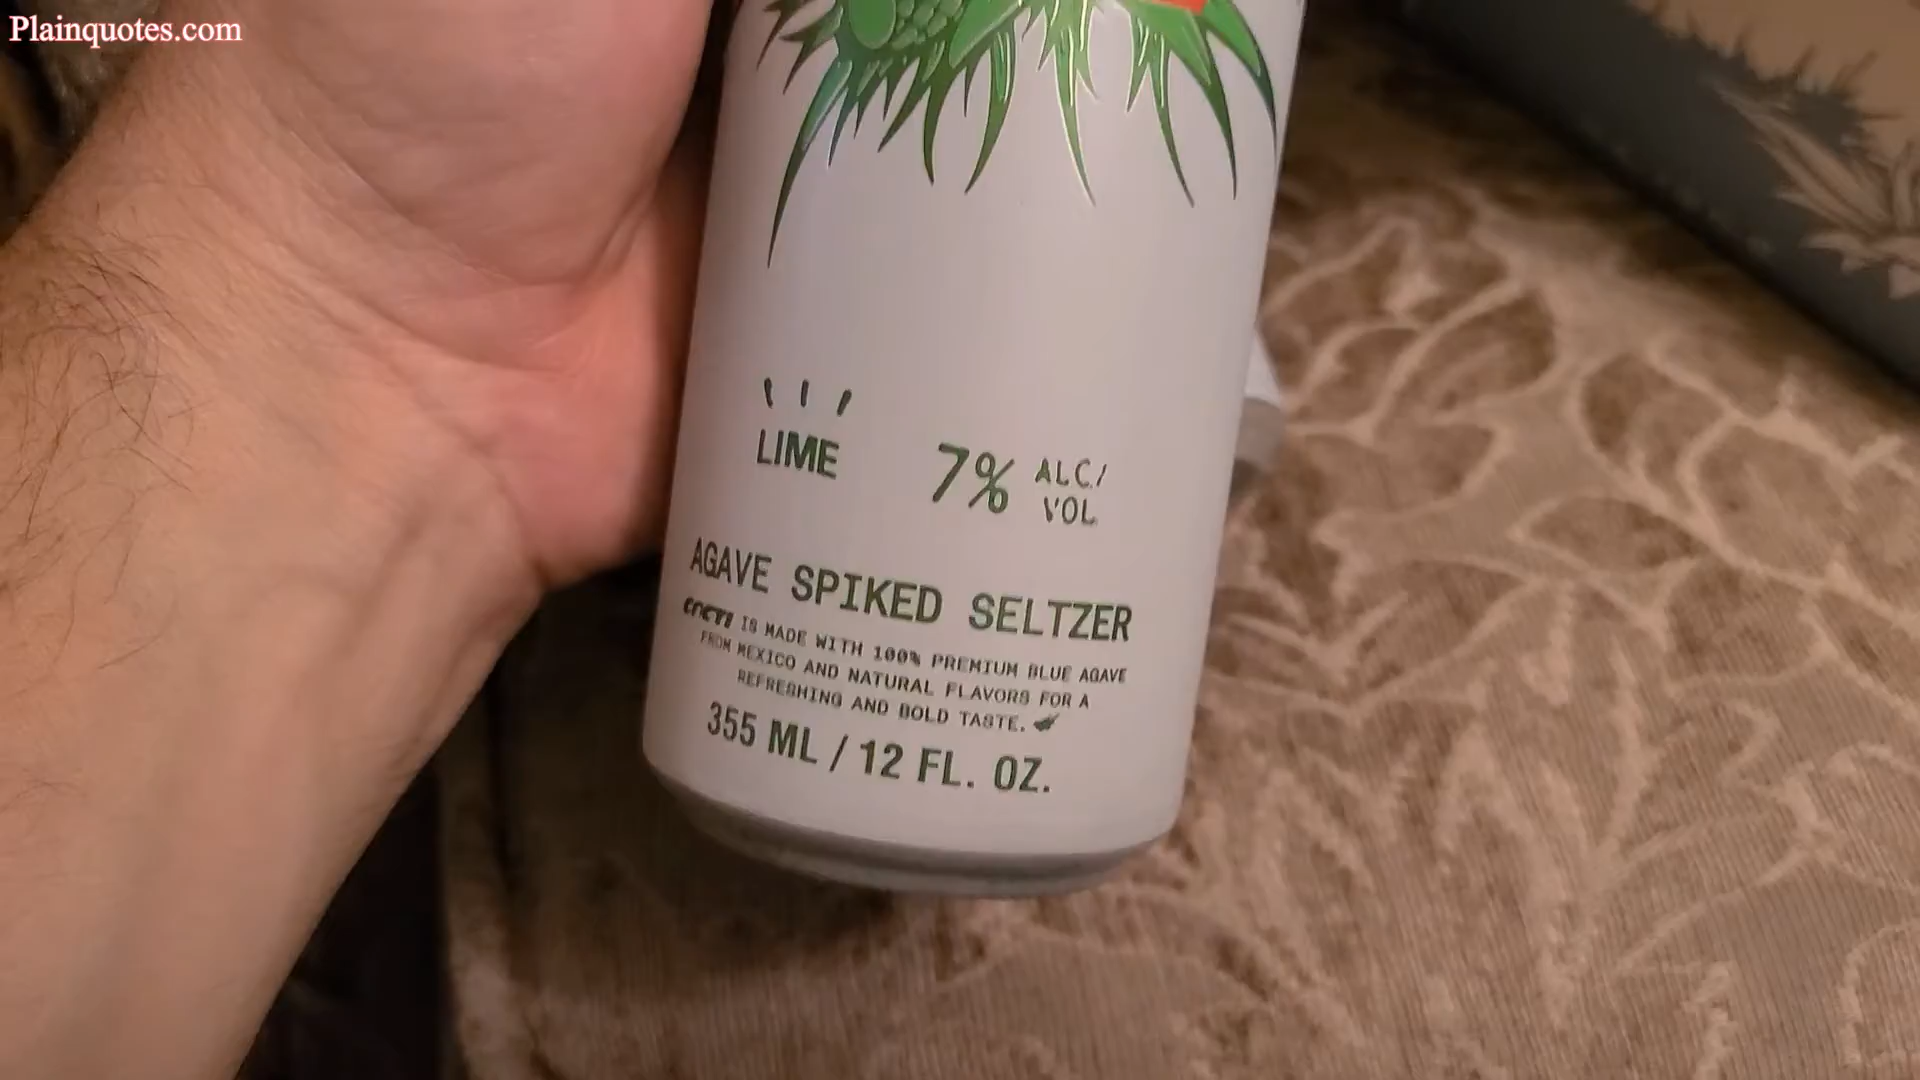 Plainquotes.com
LIME
7% ALC/
VOL
AGAVE SPIKED SELTZER
CACTI IS MADE WITH 100% PREMIUM BLUE AGAVE
FROM MEXICO AND NATURAL FLAVORS FOR A
REFRESHING AND BOLD TASTE.
355 ML / 12 FL. OZ.